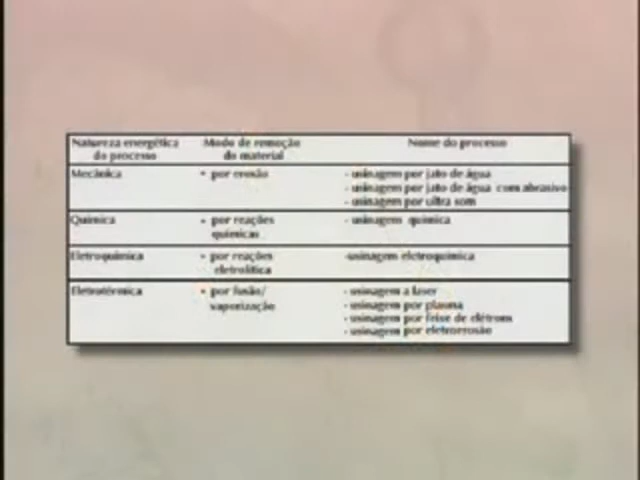 Natureza energética Modo de remoção Nome do processo
do processo do material
Mecânica • por erosão - usinagem por jato de água
- usinagem por jato de água com abrasivo
- usinagem por ultra som
Química • por reações - usinagem química
químicas
Eletroquímica • por reações -usinagem eletroquímica
eletrolítica
Eletrotérmica • por fusão/ - usinagem a laser
vaporização - usinagem por plasma
- usinagem por feixe de elétrons
- usinagem por eletroerosão